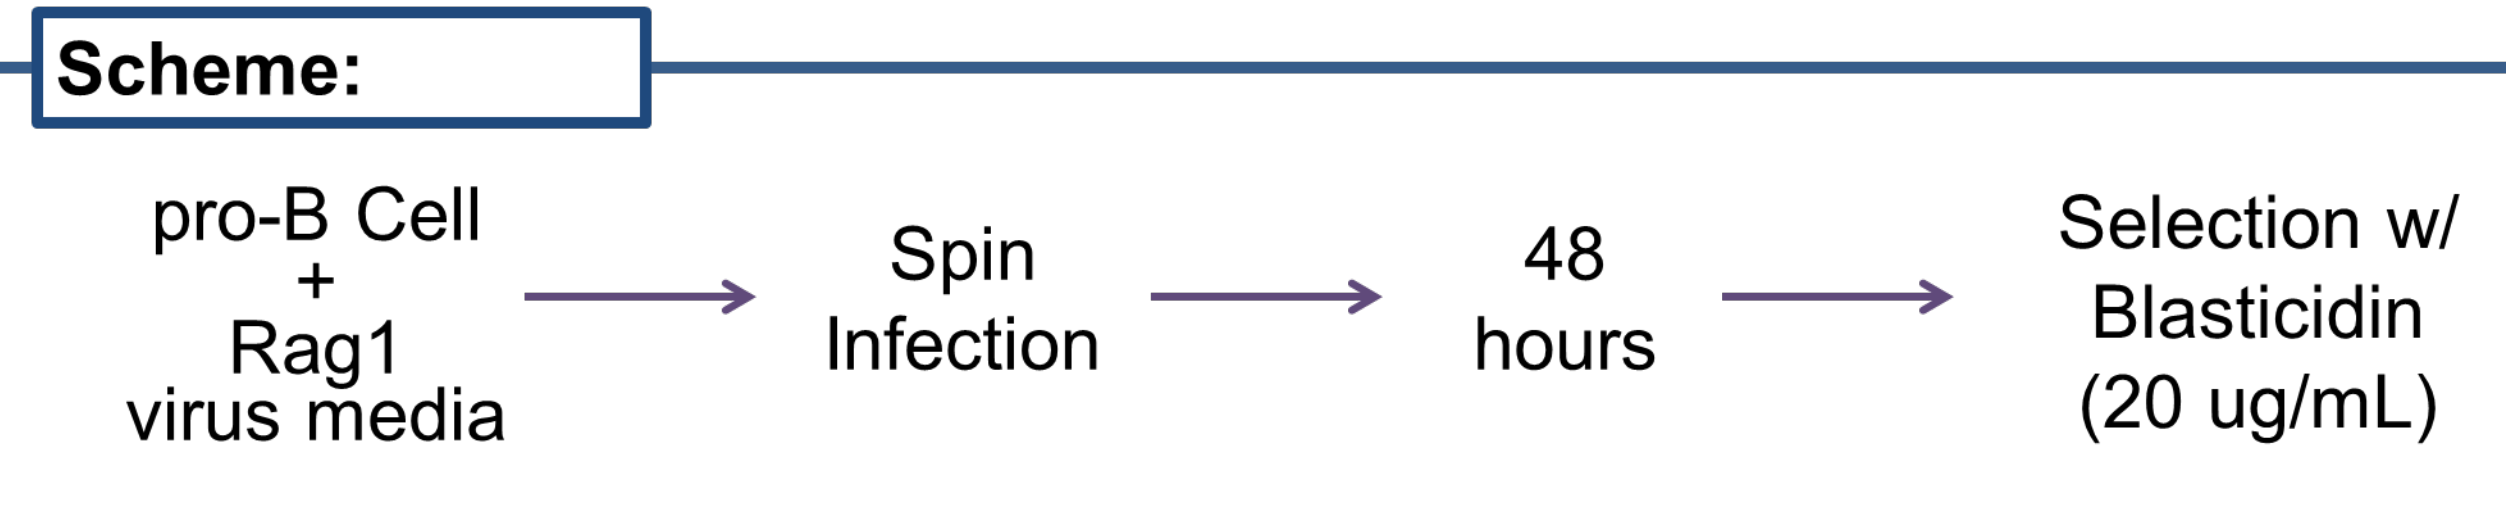 Scheme:
pro-B Cell
+
Rag1
virus media
Spin
Infection
48
hours
Selection w/
Blasticidin
(20 ug/mL)